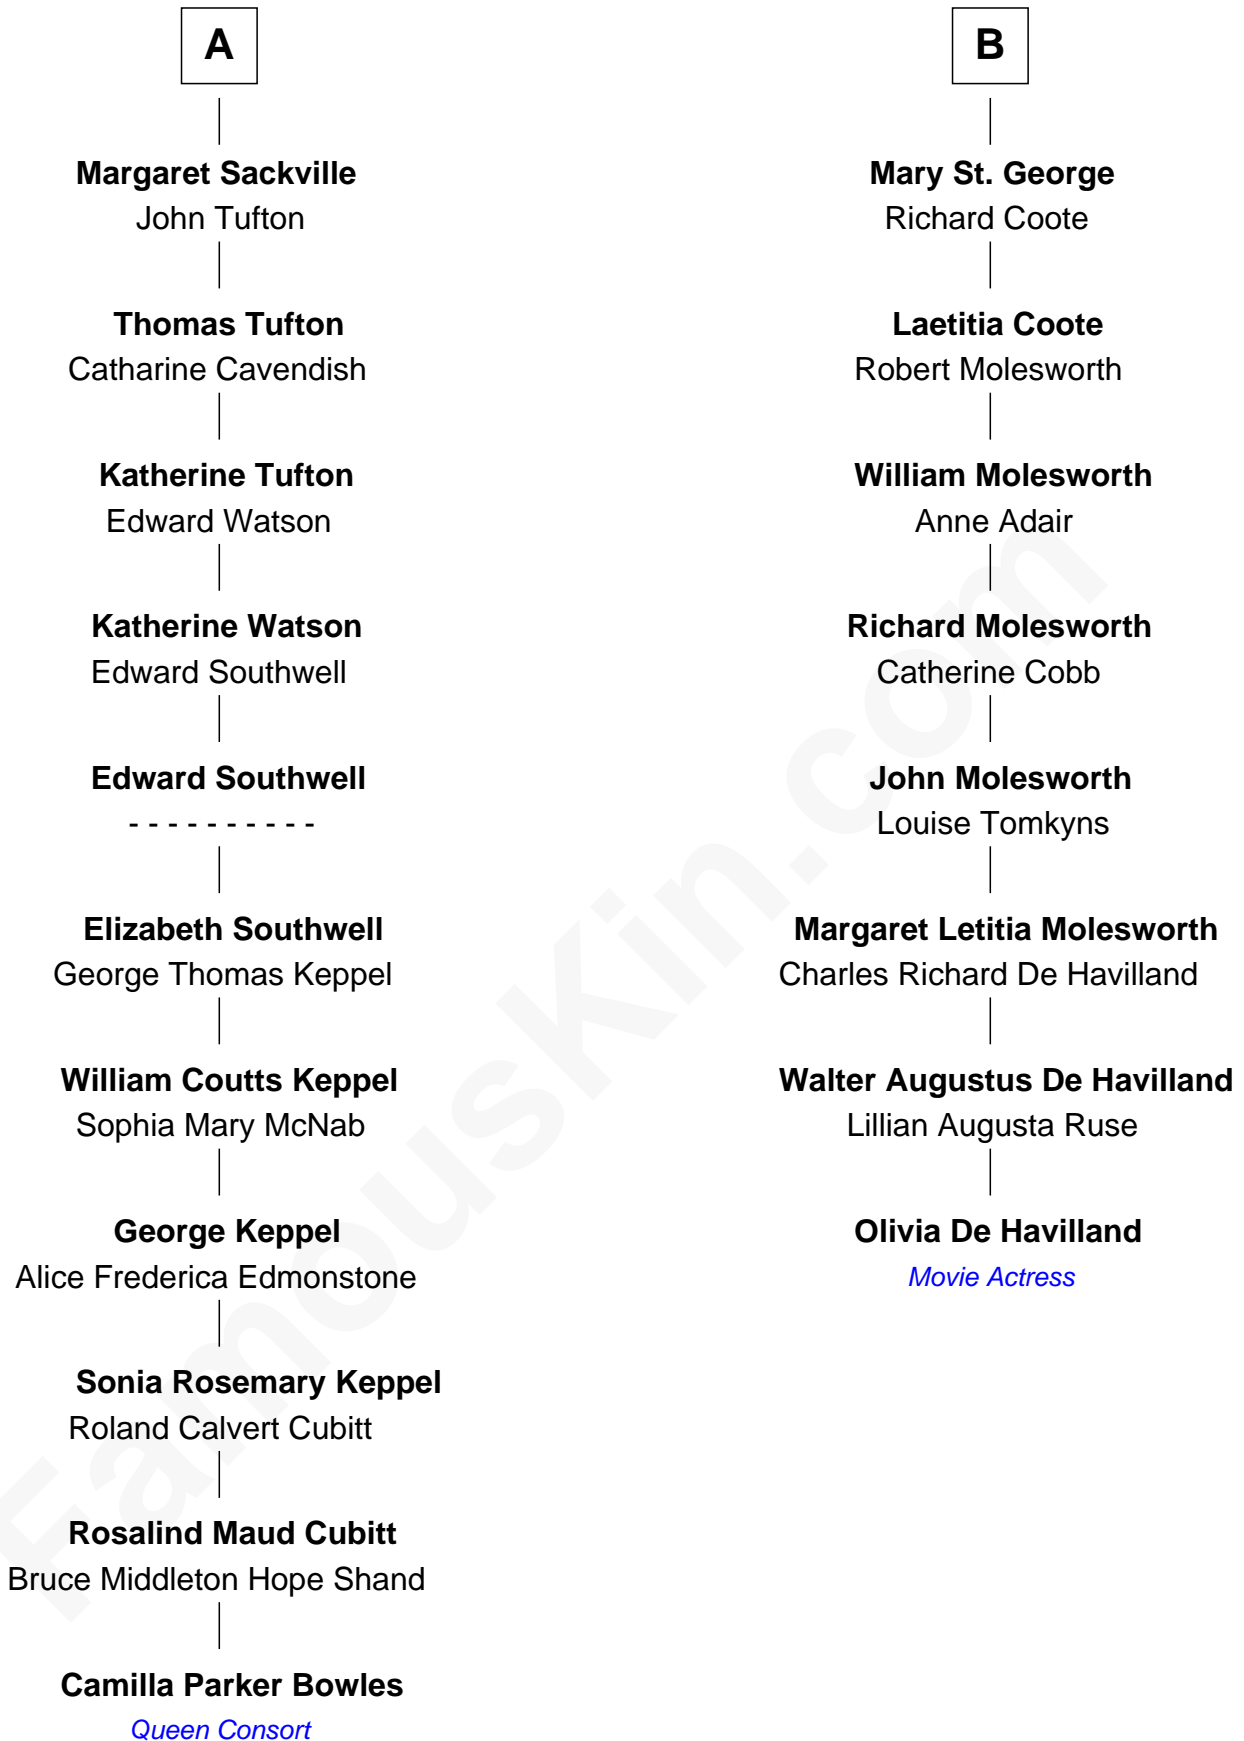 A
Margaret Sackville
John Tufton
Thomas Tufton
Catharine Cavendish
Katherine Tufton
Edward Watson
Katherine Watson
Edward Southwell
Edward Southwell
- - - - - - - - - -
Elizabeth Southwell
George Thomas Keppel
William Coutts Keppel
Sophia Mary McNab
George Keppel
Alice Frederica Edmonstone
Sonia Rosemary Keppel
Roland Calvert Cubitt
Rosalind Maud Cubitt
Bruce Middleton Hope Shand
Camilla Parker Bowles
Queen Consort
B
Mary St. George
Richard Coote
Laetitia Coote
Robert Molesworth
William Molesworth
Anne Adair
Richard Molesworth
Catherine Cobb
John Molesworth
Louise Tomkyns
Margaret Letitia Molesworth
Charles Richard De Havilland
Walter Augustus De Havilland
Lillian Augusta Ruse
Olivia De Havilland
Movie Actress
FamousKin.com